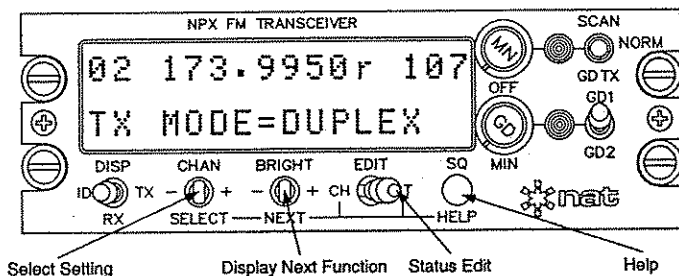 NPX FM TRANSCEIVER
02 173.9950r 107
TX MODE=DUPLEX
MN
OFF
SCAN
NORM
GD TX
GD
MIN
GD1
GD2
DISP
ID
TX
RX
CHAN
- +
SELECT
BRIGHT
- +
NEXT
EDIT
CH
T
SQ
HELP
nat
Select Setting
Display Next Function
Status Edit
Help